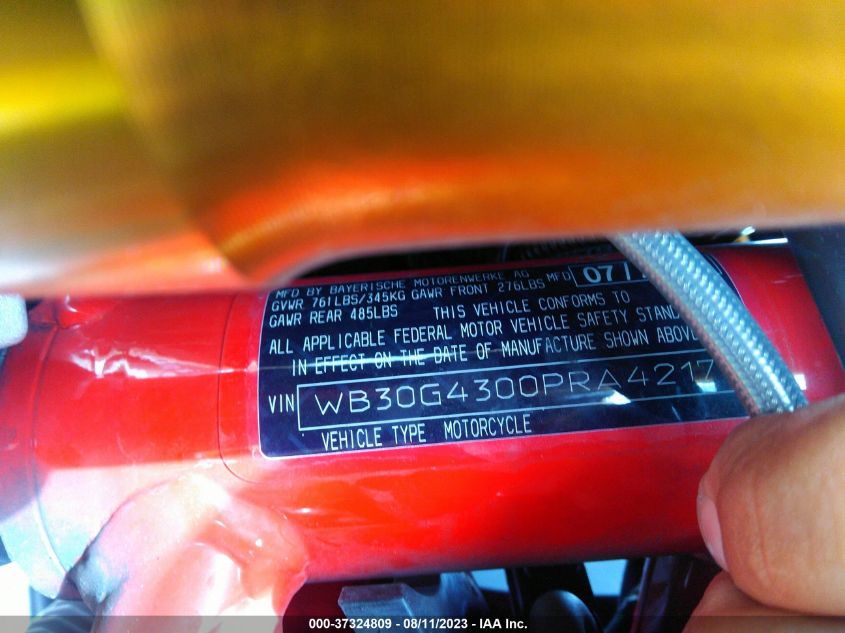 MFD BY BAYERISCHE MOTORENWERKE AG MFD 07/
GVWR 761LBS/345KG GAWR FRONT 276LBS
GAWR REAR 485LBS THIS VEHICLE CONFORMS TO
ALL APPLICABLE FEDERAL MOTOR VEHICLE SAFETY STAND
IN EFFECT ON THE DATE OF MANUFACTURE SHOWN ABOVE
VIN WB30G4300PRA4217
VEHICLE TYPE MOTORCYCLE
000-37324809 - 08/11/2023 - IAA Inc.